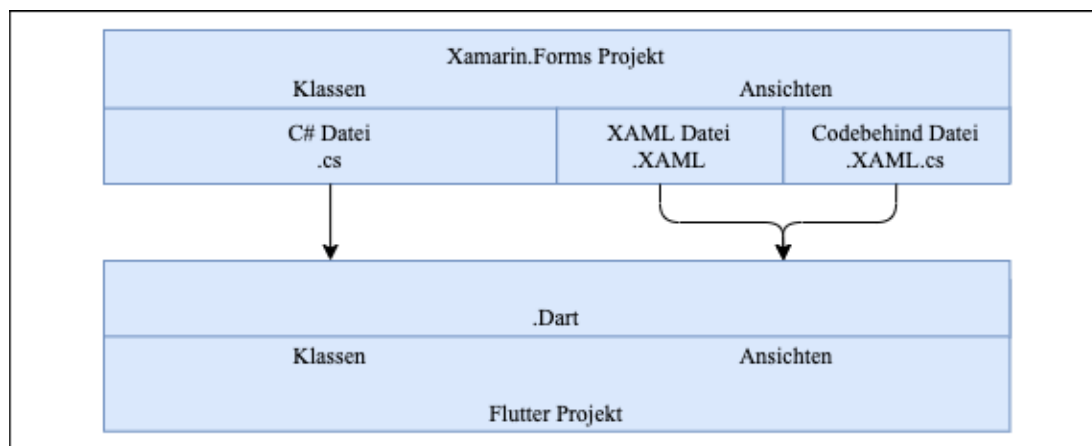 Xamarin.Forms Projekt
Klassen Ansichten
C# Datei XAML Datei Codebehind Datei
.cs .XAML .XAML.cs
.Dart
Klassen Ansichten
Flutter Projekt